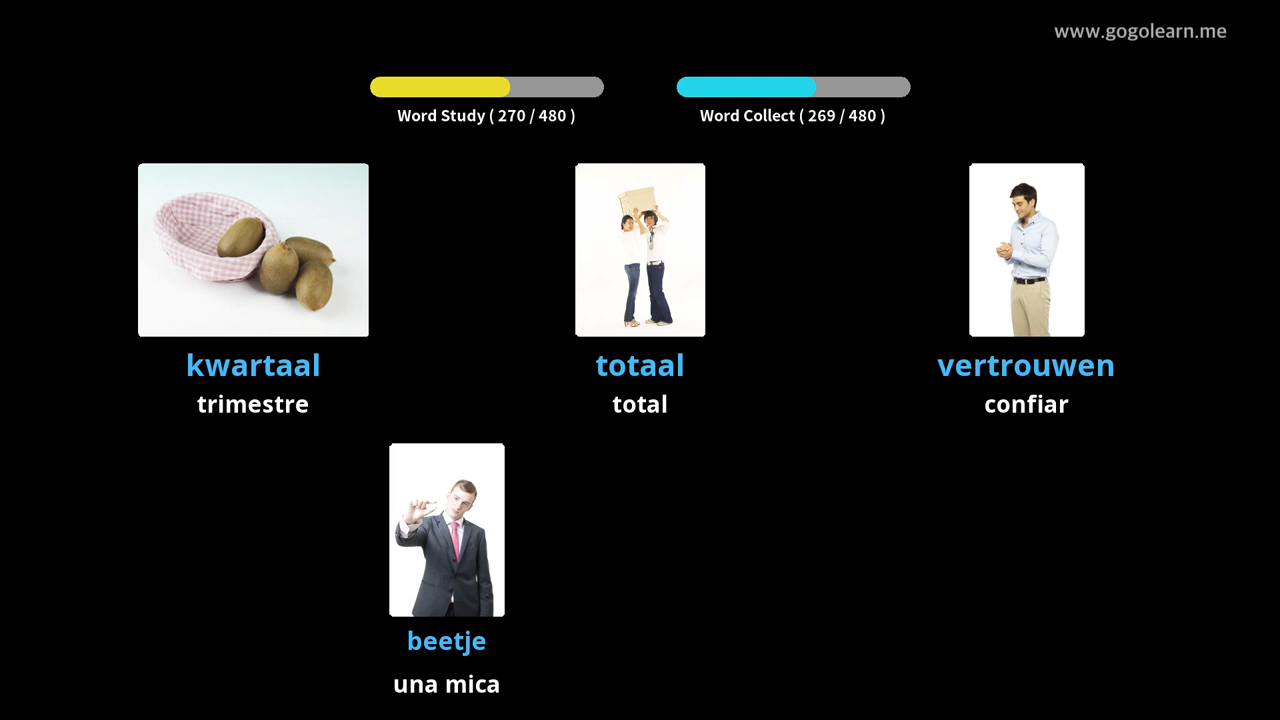 www.gogolearn.me
Word Study ( 270 / 480 )
Word Collect ( 269 / 480 )
kwartaal
trimestre
totaal
total
vertrouwen
confiar
beetje
una mica